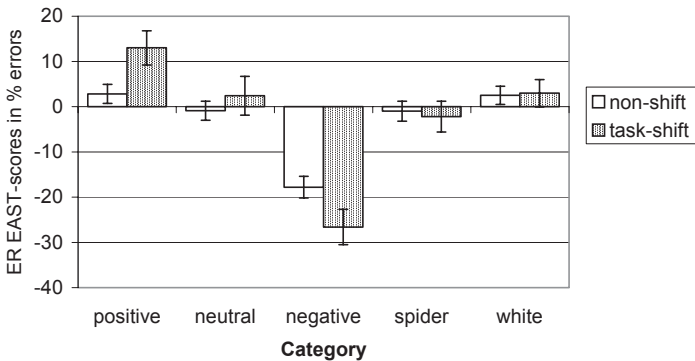 ER EAST-scores in % errors
20
10
0
-10
-20
-30
-40
positive neutral negative spider white
Category
non-shift
task-shift